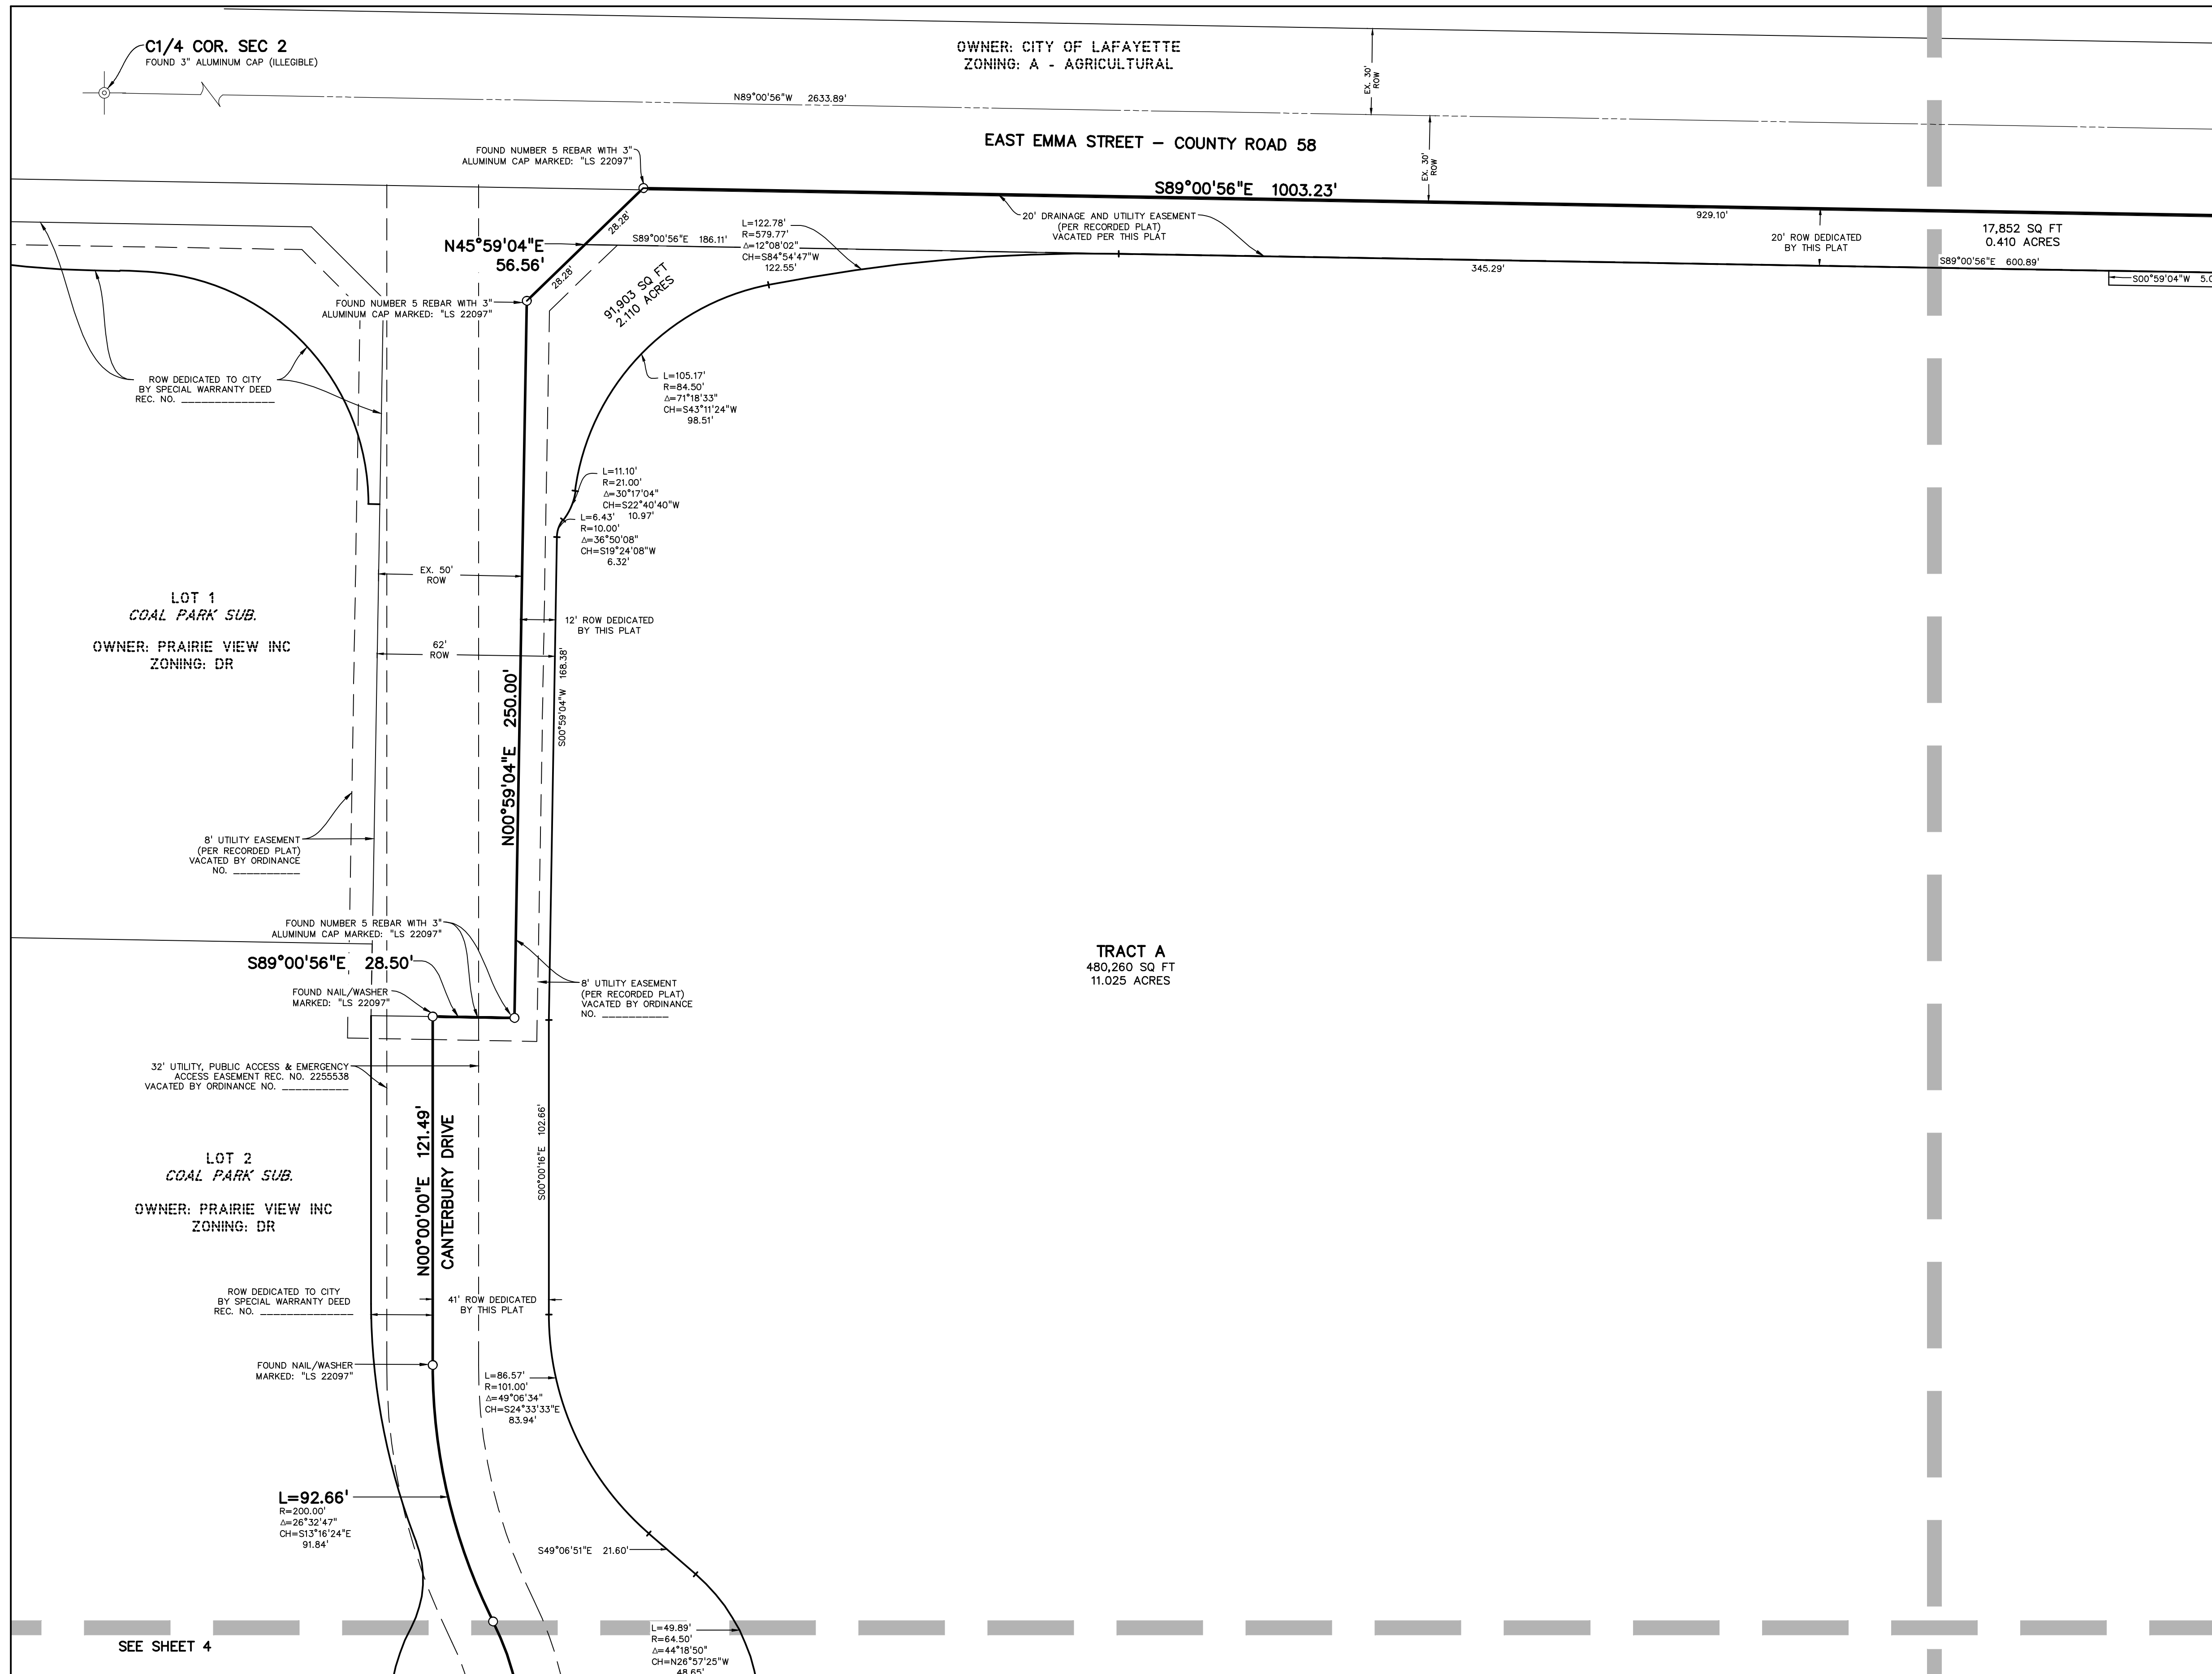 C1/4 COR. SEC 2
FOUND 3" ALUMINUM CAP (ILLEGIBLE)
OWNER: CITY OF LAFAYETTE
ZONING: A - AGRICULTURAL
EX. 30'
ROW
N89°00'56"W 2633.89'
EAST EMMA STREET – COUNTY ROAD 58
EX. 30'
ROW
FOUND NUMBER 5 REBAR WITH 3"
ALUMINUM CAP MARKED: "LS 22097"
S89°00'56"E 1003.23'
929.10'
20' DRAINAGE AND UTILITY EASEMENT
(PER RECORDED PLAT)
VACATED PER THIS PLAT
20' ROW DEDICATED
BY THIS PLAT
17,852 SQ FT
0.410 ACRES
S89°00'56"E 600.89'
S00°59'04"W 5.0
345.29'
28.28'
N45°59'04"E
56.56'
S89°00'56"E 186.11'
L=122.78'
R=579.77'
Δ=12°08'02"
CH=S84°54'47"W
122.55'
28.28'
91,903 SQ FT
2.110 ACRES
FOUND NUMBER 5 REBAR WITH 3"
ALUMINUM CAP MARKED: "LS 22097"
ROW DEDICATED TO CITY
BY SPECIAL WARRANTY DEED
REC. NO. ______________
L=105.17'
R=84.50'
Δ=71°18'33"
CH=S43°11'24"W
98.51'
L=11.10'
R=21.00'
Δ=30°17'04"
CH=S22°40'40"W
10.97'
L=6.43'
R=10.00'
Δ=36°50'08"
CH=S19°24'08"W
6.32'
EX. 50'
ROW
12' ROW DEDICATED
BY THIS PLAT
62'
ROW
LOT 1
COAL PARK SUB.
OWNER: PRAIRIE VIEW INC
ZONING: DR
N00°59'04"E 250.00'
S00°59'04"W 168.38'
8' UTILITY EASEMENT
(PER RECORDED PLAT)
VACATED BY ORDINANCE
NO. __________
FOUND NUMBER 5 REBAR WITH 3"
ALUMINUM CAP MARKED: "LS 22097"
S89°00'56"E 28.50'
FOUND NAIL/WASHER
MARKED: "LS 22097"
8' UTILITY EASEMENT
(PER RECORDED PLAT)
VACATED BY ORDINANCE
NO. __________
TRACT A
480,260 SQ FT
11.025 ACRES
32' UTILITY, PUBLIC ACCESS & EMERGENCY
ACCESS EASEMENT REC. NO. 2255538
VACATED BY ORDINANCE NO. __________
N00°00'00"E 121.49'
CANTERBURY DRIVE
S00°00'16"E 102.66'
LOT 2
COAL PARK SUB.
OWNER: PRAIRIE VIEW INC
ZONING: DR
ROW DEDICATED TO CITY
BY SPECIAL WARRANTY DEED
REC. NO. ______________
41' ROW DEDICATED
BY THIS PLAT
FOUND NAIL/WASHER
MARKED: "LS 22097"
L=86.57'
R=101.00'
Δ=49°06'34"
CH=S24°33'33"E
83.94'
L=92.66'
R=200.00'
Δ=26°32'47"
CH=S13°16'24"E
91.84'
S49°06'51"E 21.60'
SEE SHEET 4
L=49.89'
R=64.50'
Δ=44°18'50"
CH=N26°57'25"W
48.65'